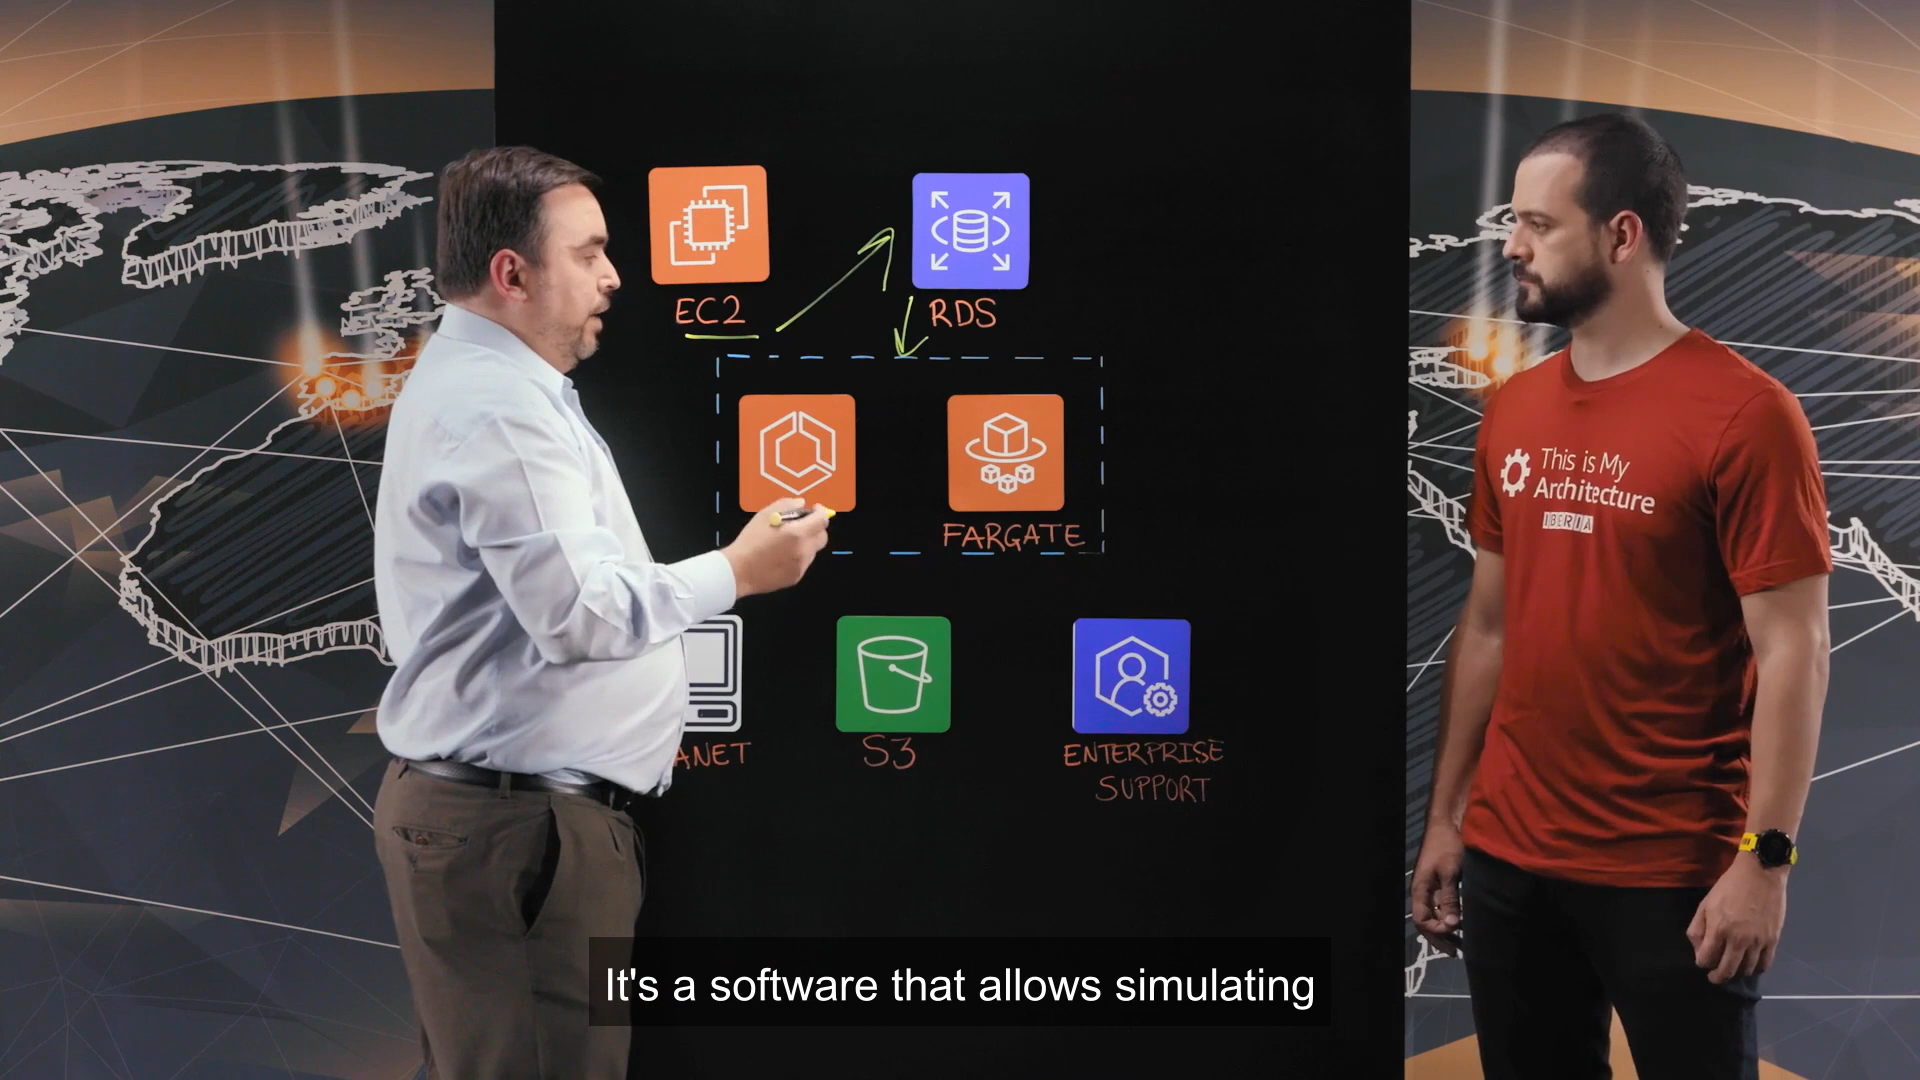 EC2
RDS
FARGATE
ANET
S3
ENTERPRISE
SUPPORT
This is My
Architecture
IBERIA
It's a software that allows simulating